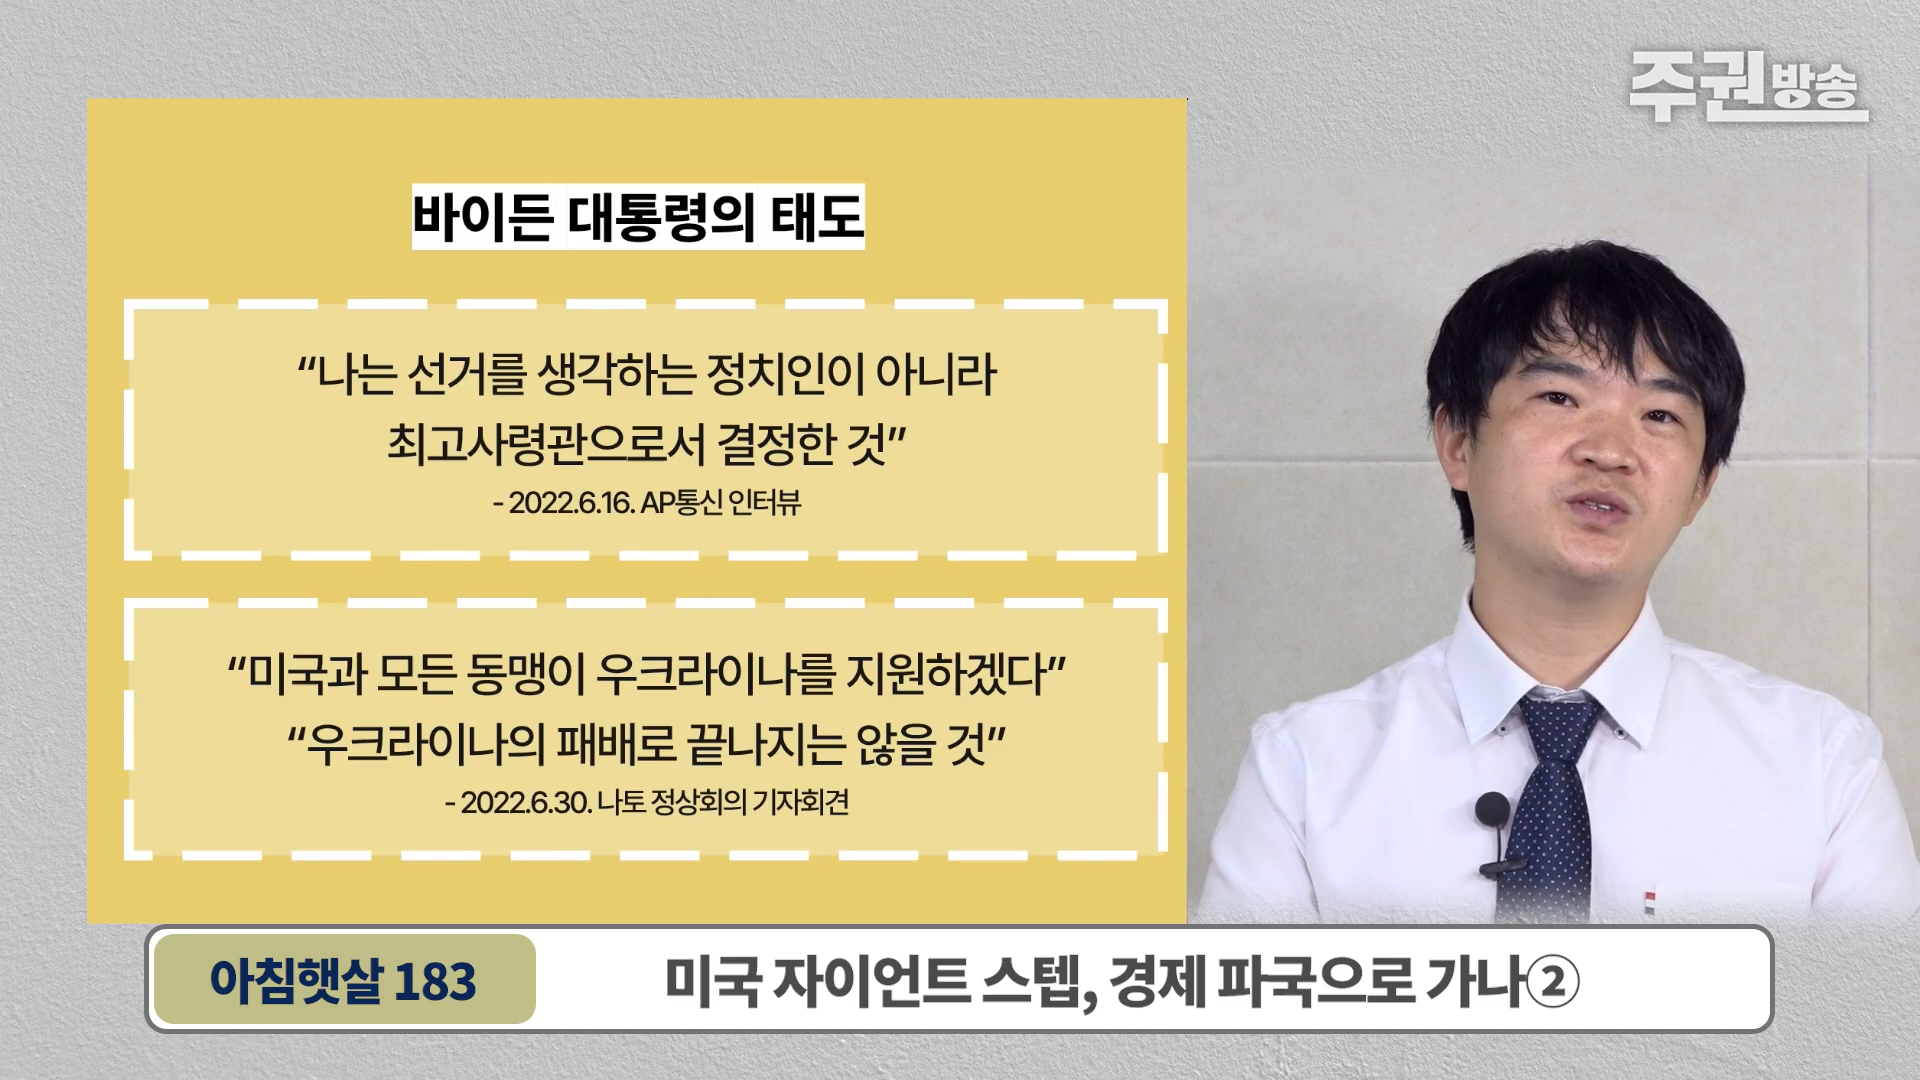 주권방송
바이든 대통령의 태도
“나는 선거를 생각하는 정치인이 아니라
최고사령관으로서 결정한 것”
- 2022.6.16. AP통신 인터뷰
“미국과 모든 동맹이 우크라이나를 지원하겠다”
“우크라이나의 패배로 끝나지는 않을 것”
- 2022.6.30. 나토 정상회의 기자회견
아침햇살 183
미국 자이언트 스텝, 경제 파국으로 가나②